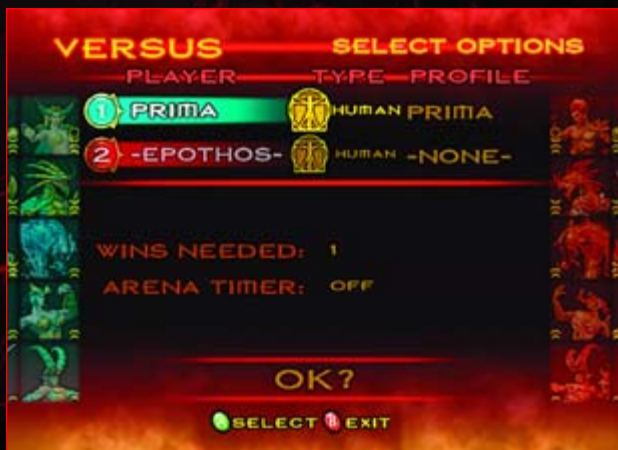 VERSUS SELECT OPTIONS
PLAYER TYPE PROFILE
1 PRIMA HUMAN PRIMA
2 -EPOTHOS- HUMAN -NONE-
WINS NEEDED: 1
ARENA TIMER: OFF
OK?
A SELECT B EXIT